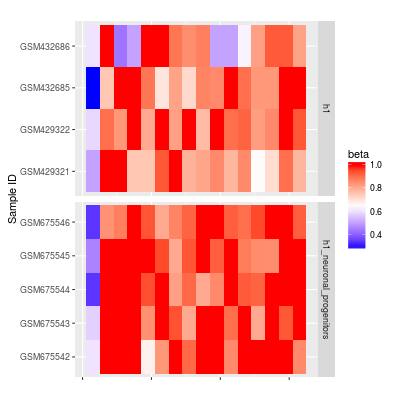 Sample ID
GSM432686
GSM432685
GSM429322
GSM429321
h1
GSM675546
GSM675545
GSM675544
GSM675543
GSM675542
h1_neuronal_progenitors
beta
1.0
0.8
0.6
0.4